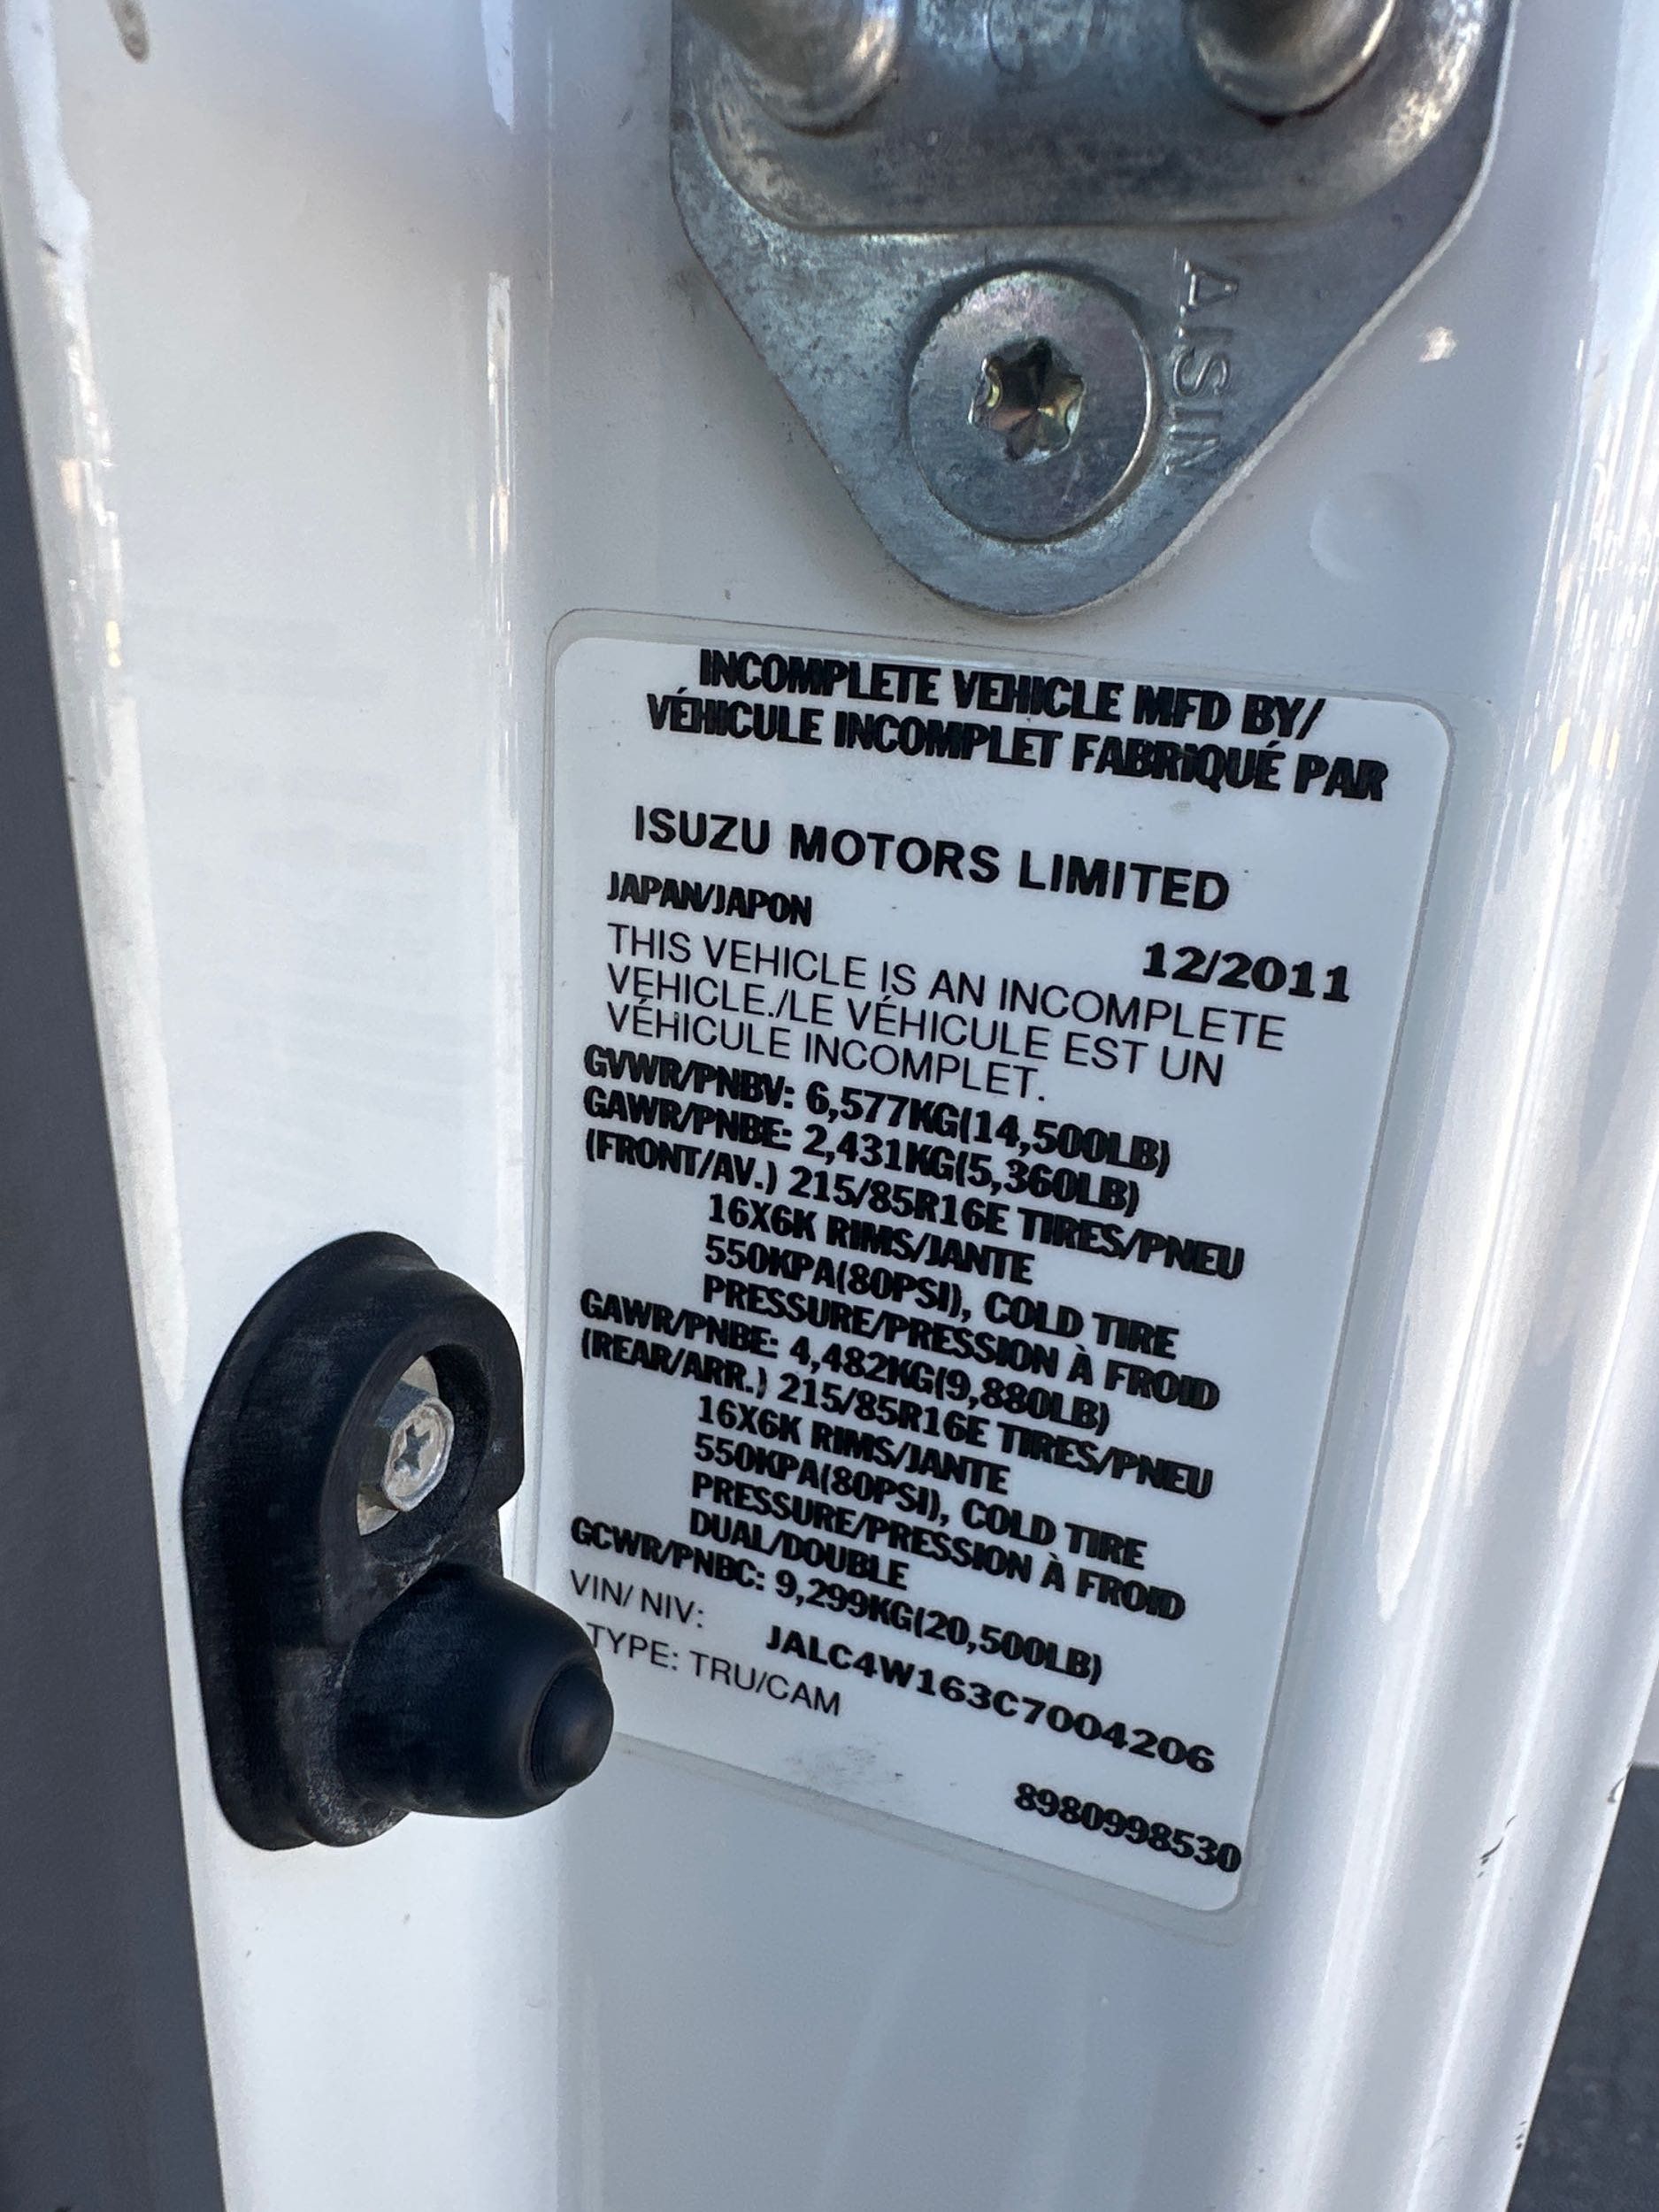 AISIN
INCOMPLETE VEHICLE MFD BY/
VÉHICULE INCOMPLET FABRIQUÉ PAR
ISUZU MOTORS LIMITED
JAPAN/JAPON
12/2011
THIS VEHICLE IS AN INCOMPLETE
VEHICLE./LE VÉHICULE EST UN
VÉHICULE INCOMPLET.
GVWR/PNBV: 6,577KG(14,500LB)
GAWR/PNBE: 2,431KG(5,360LB)
(FRONT/AV.) 215/85R16E TIRES/PNEU
16X6K RIMS/JANTE
550KPA(80PSI), COLD TIRE
PRESSURE/PRESSION À FROID
GAWR/PNBE: 4,482KG(9,880LB)
(REAR/ARR.) 215/85R16E TIRES/PNEU
16X6K RIMS/JANTE
550KPA(80PSI), COLD TIRE
PRESSURE/PRESSION À FROID
DUAL/DOUBLE
GCWR/PNBC: 9,299KG(20,500LB)
VIN/ NIV: JALC4W163C7004206
TYPE: TRU/CAM
8980998530